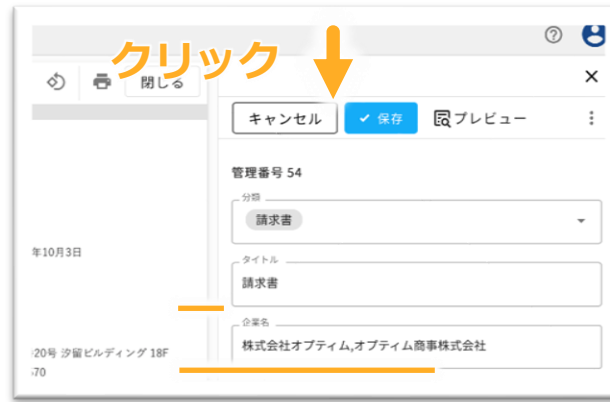 クリック
閉じる
キャンセル
保存
プレビュー
管理番号 54
分類
請求書
年10月3日
タイトル
請求書
企業名
株式会社オプティム,オプティム商事株式会社
20号 汐留ビルディング 18F